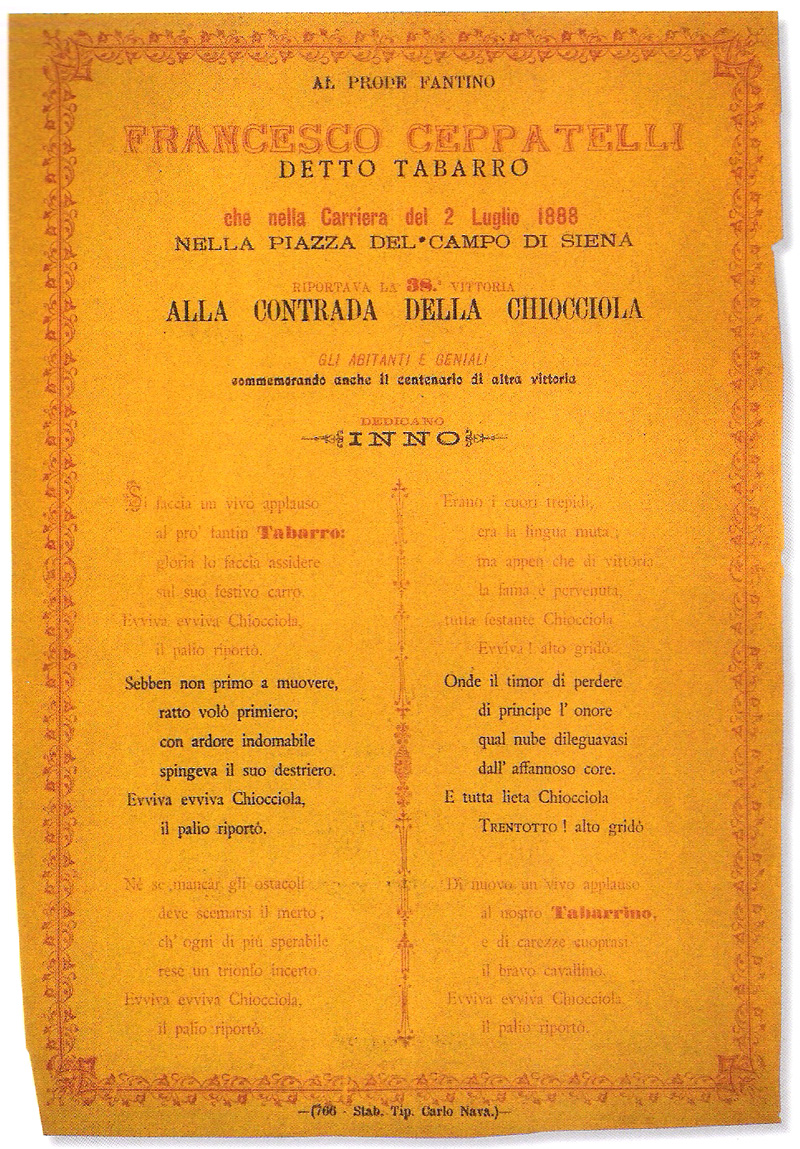 AL PRODE FANTINO
FRANCESCO CEPPATELLI
DETTO TABARRO
che nella Carriera del 2 Luglio 1888
NELLA PIAZZA DEL CAMPO DI SIENA
RIPORTAVA LA 38.ª VITTORIA
ALLA CONTRADA DELLA CHIOCCIOLA
GLI ABITANTI E GENIALI
commemorando anche il centenario di altra vittoria
DEDICANO
INNO
Si faccia un vivo applauso
al pro' fantin Tabarro:
gloria lo faccia assidere
sul suo festivo carro.
Evviva evviva Chiocciola,
il palio riportò.
Sebben non primo a muovere,
ratto volò primiero;
con ardore indomabile
spingeva il suo destriero.
Evviva evviva Chiocciola,
il palio riportò.
Nè se mancàr gli ostacoli
deve scemarsi il merto;
ch' ogni di più sperabile
rese un trionfo incerto
Evviva evviva Chiocciola,
il palio riportò.
Erano i cuori trepidi,
era la lingua muta;
ma appen che di vittoria
la fama è pervenuta,
tutta festante Chiocciola
Evviva! alto gridò.
Onde il timor di perdere
di principe l' onore
qual nube dileguavasi
dall' affannoso core.
E tutta lieta Chiocciola
TRENTOTTO! alto gridò
Di nuovo un vivo applauso
al nostro Tabarrino,
e di carezze cuoprasi
il bravo cavallino.
Evviva evviva Chiocciola,
il palio riportò.
—(766 - Stab. Tip. Carlo Nava.)—